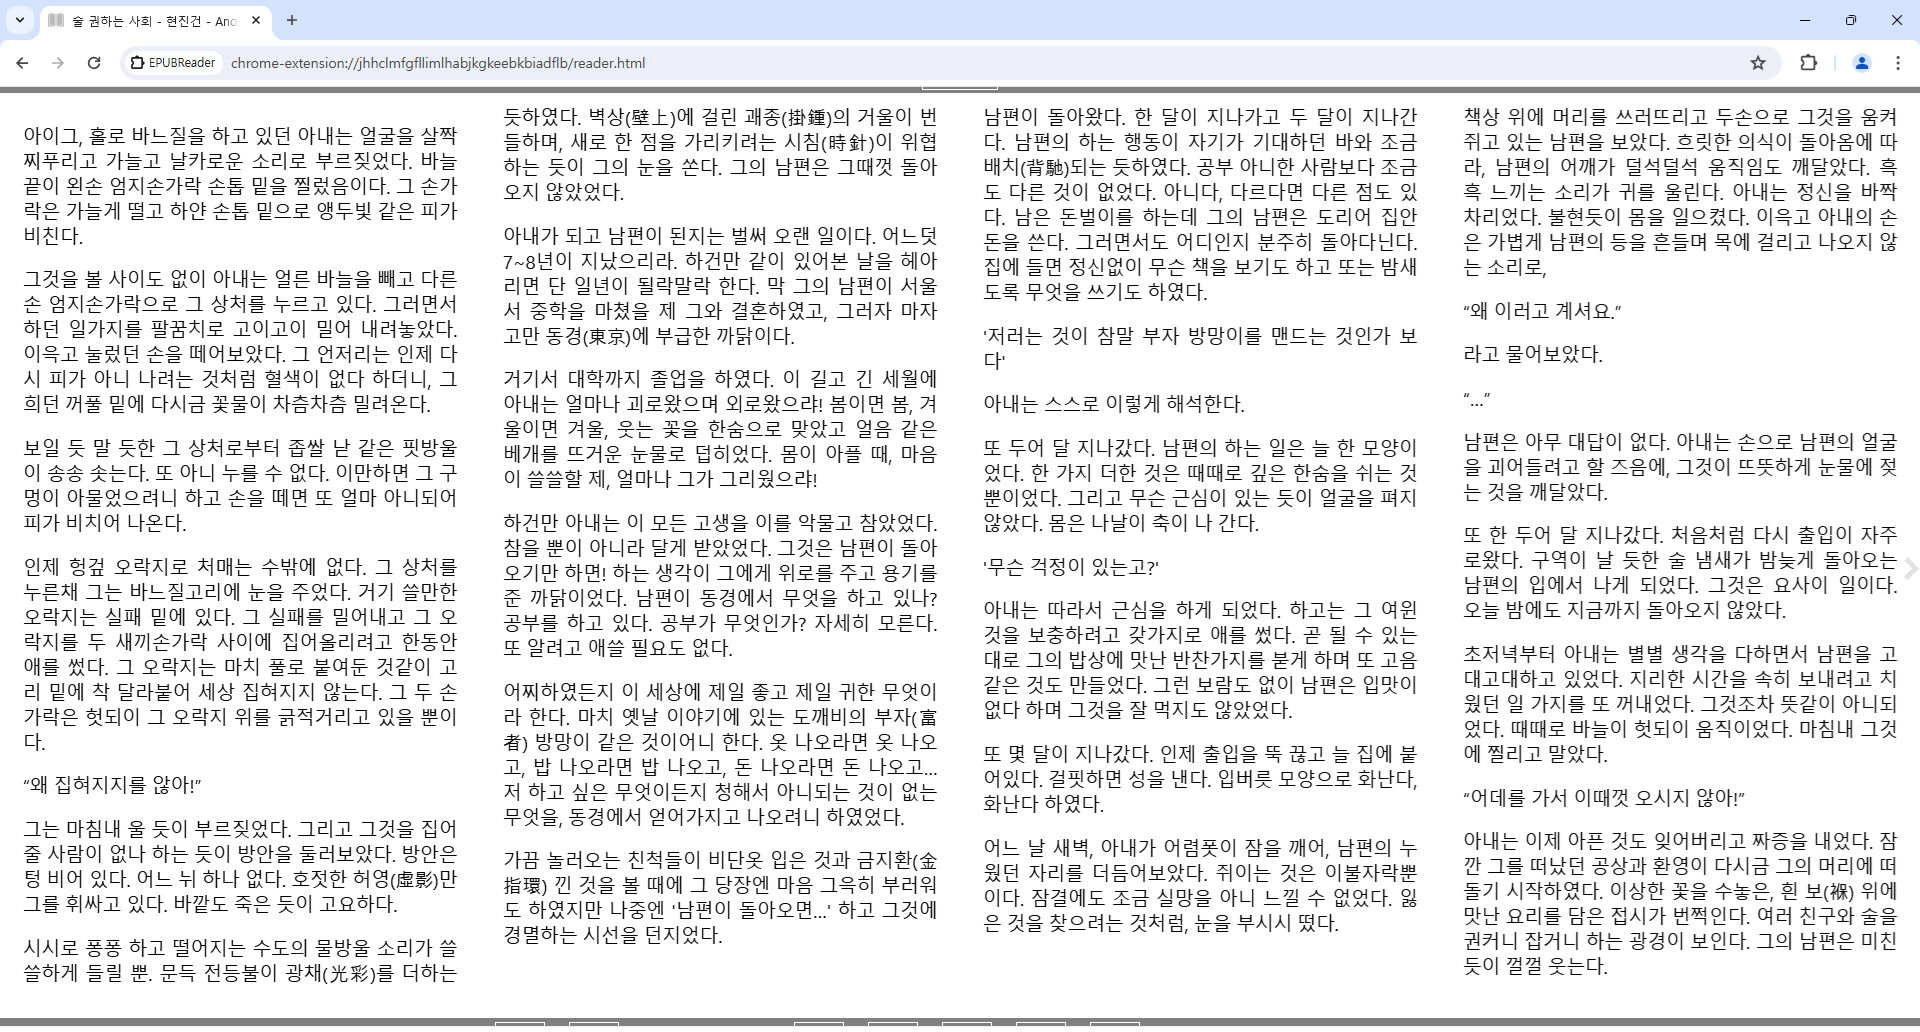 술 권하는 사회 - 현진건 - Ano
EPUBReader
chrome-extension://jhhclmfgfllimlhabjkgkeebkbiadflb/reader.html
아이그, 홀로 바느질을 하고 있던 아내는 얼굴을 살짝
찌푸리고 가늘고 날카로운 소리로 부르짖었다. 바늘
끝이 왼손 엄지손가락 손톱 밑을 찔렀음이다. 그 손가
락은 가늘게 떨고 하얀 손톱 밑으로 앵두빛 같은 피가
비친다.
그것을 볼 사이도 없이 아내는 얼른 바늘을 빼고 다른
손 엄지손가락으로 그 상처를 누르고 있다. 그러면서
하던 일가지를 팔꿈치로 고이고이 밀어 내려놓았다.
이윽고 눌렀던 손을 떼어보았다. 그 언저리는 인제 다
시 피가 아니 나려는 것처럼 혈색이 없다 하더니, 그
희던 꺼풀 밑에 다시금 꽃물이 차츰차츰 밀려온다.
보일 듯 말 듯한 그 상처로부터 좁쌀 낟 같은 핏방울
이 송송 솟는다. 또 아니 누를 수 없다. 이만하면 그 구
멍이 아물었으려니 하고 손을 떼면 또 얼마 아니되어
피가 비치어 나온다.
인제 헝겊 오락지로 처매는 수밖에 없다. 그 상처를
누른채 그는 바느질고리에 눈을 주었다. 거기 쓸만한
오락지는 실패 밑에 있다. 그 실패를 밀어내고 그 오
락지를 두 새끼손가락 사이에 집어올리려고 한동안
애를 썼다. 그 오락지는 마치 풀로 붙여둔 것같이 고
리 밑에 착 달라붙어 세상 집혀지지 않는다. 그 두 손
가락은 헛되이 그 오락지 위를 긁적거리고 있을 뿐이
다.
“왜 집혀지지를 않아!”
그는 마침내 울 듯이 부르짖었다. 그리고 그것을 집어
줄 사람이 없나 하는 듯이 방안을 둘러보았다. 방안은
텅 비어 있다. 어느 뉘 하나 없다. 호젓한 허영(虛影)만
그를 휘싸고 있다. 바깥도 죽은 듯이 고요하다.
시시로 퐁퐁 하고 떨어지는 수도의 물방울 소리가 쓸
쓸하게 들릴 뿐. 문득 전등불이 광채(光彩)를 더하는
듯하였다. 벽상(壁上)에 걸린 괘종(掛鍾)의 거울이 번
들하며, 새로 한 점을 가리키려는 시침(時針)이 위협
하는 듯이 그의 눈을 쏜다. 그의 남편은 그때껏 돌아
오지 않았었다.
아내가 되고 남편이 된지는 벌써 오랜 일이다. 어느덧
7~8년이 지났으리라. 하건만 같이 있어본 날을 헤아
리면 단 일년이 될락말락 한다. 막 그의 남편이 서울
서 중학을 마쳤을 제 그와 결혼하였고, 그러자 마자
고만 동경(東京)에 부급한 까닭이다.
거기서 대학까지 졸업을 하였다. 이 길고 긴 세월에
아내는 얼마나 괴로왔으며 외로왔으랴! 봄이면 봄, 겨
울이면 겨울, 웃는 꽃을 한숨으로 맞았고 얼음 같은
베개를 뜨거운 눈물로 덥히었다. 몸이 아플 때, 마음
이 쓸쓸할 제, 얼마나 그가 그리웠으랴!
하건만 아내는 이 모든 고생을 이를 악물고 참았었다.
참을 뿐이 아니라 달게 받았었다. 그것은 남편이 돌아
오기만 하면! 하는 생각이 그에게 위로를 주고 용기를
준 까닭이었다. 남편이 동경에서 무엇을 하고 있나?
공부를 하고 있다. 공부가 무엇인가? 자세히 모른다.
또 알려고 애쓸 필요도 없다.
어찌하였든지 이 세상에 제일 좋고 제일 귀한 무엇이
라 한다. 마치 옛날 이야기에 있는 도깨비의 부자(富
者) 방망이 같은 것이어니 한다. 옷 나오라면 옷 나오
고, 밥 나오라면 밥 나오고, 돈 나오라면 돈 나오고...
저 하고 싶은 무엇이든지 청해서 아니되는 것이 없는
무엇을, 동경에서 얻어가지고 나오려니 하였었다.
가끔 놀러오는 친척들이 비단옷 입은 것과 금지환(金
指環) 낀 것을 볼 때에 그 당장엔 마음 그윽히 부러워
도 하였지만 나중엔 '남편이 돌아오면...' 하고 그것에
경멸하는 시선을 던지었다.
남편이 돌아왔다. 한 달이 지나가고 두 달이 지나간
다. 남편의 하는 행동이 자기가 기대하던 바와 조금
배치(背馳)되는 듯하였다. 공부 아니한 사람보다 조금
도 다른 것이 없었다. 아니다, 다르다면 다른 점도 있
다. 남은 돈벌이를 하는데 그의 남편은 도리어 집안
돈을 쓴다. 그러면서도 어디인지 분주히 돌아다닌다.
집에 들면 정신없이 무슨 책을 보기도 하고 또는 밤새
도록 무엇을 쓰기도 하였다.
'저러는 것이 참말 부자 방망이를 맨드는 것인가 보
다'
아내는 스스로 이렇게 해석한다.
또 두어 달 지나갔다. 남편의 하는 일은 늘 한 모양이
었다. 한 가지 더한 것은 때때로 깊은 한숨을 쉬는 것
뿐이었다. 그리고 무슨 근심이 있는 듯이 얼굴을 펴지
않았다. 몸은 나날이 축이 나 간다.
'무슨 걱정이 있는고?'
아내는 따라서 근심을 하게 되었다. 하고는 그 여윈
것을 보충하려고 갖가지로 애를 썼다. 곧 될 수 있는
대로 그의 밥상에 맛난 반찬가지를 붇게 하며 또 고음
같은 것도 만들었다. 그런 보람도 없이 남편은 입맛이
없다 하며 그것을 잘 먹지도 않았었다.
또 몇 달이 지나갔다. 인제 출입을 뚝 끊고 늘 집에 붙
어있다. 걸핏하면 성을 낸다. 입버릇 모양으로 화난다,
화난다 하였다.
어느 날 새벽, 아내가 어렴풋이 잠을 깨어, 남편의 누
웠던 자리를 더듬어보았다. 쥐이는 것은 이불자락뿐
이다. 잠결에도 조금 실망을 아니 느낄 수 없었다. 잃
은 것을 찾으려는 것처럼, 눈을 부시시 떴다.
책상 위에 머리를 쓰러뜨리고 두손으로 그것을 움켜
쥐고 있는 남편을 보았다. 흐릿한 의식이 돌아옴에 따
라, 남편의 어깨가 덜석덜석 움직임도 깨달았다. 흑
흑 느끼는 소리가 귀를 울린다. 아내는 정신을 바짝
차리었다. 불현듯이 몸을 일으켰다. 이윽고 아내의 손
은 가볍게 남편의 등을 흔들며 목에 걸리고 나오지 않
는 소리로,
“왜 이러고 계셔요.”
라고 물어보았다.
“...”
남편은 아무 대답이 없다. 아내는 손으로 남편의 얼굴
을 괴어들려고 할 즈음에, 그것이 뜨뜻하게 눈물에 젖
는 것을 깨달았다.
또 한 두어 달 지나갔다. 처음처럼 다시 출입이 자주
로왔다. 구역이 날 듯한 술 냄새가 밤늦게 돌아오는
남편의 입에서 나게 되었다. 그것은 요사이 일이다.
오늘 밤에도 지금까지 돌아오지 않았다.
초저녁부터 아내는 별별 생각을 다하면서 남편을 고
대고대하고 있었다. 지리한 시간을 속히 보내려고 치
웠던 일 가지를 또 꺼내었다. 그것조차 뜻같이 아니되
었다. 때때로 바늘이 헛되이 움직이었다. 마침내 그것
에 찔리고 말았다.
“어데를 가서 이때껏 오시지 않아!”
아내는 이제 아픈 것도 잊어버리고 짜증을 내었다. 잠
깐 그를 떠났던 공상과 환영이 다시금 그의 머리에 떠
돌기 시작하였다. 이상한 꽃을 수놓은, 흰 보(褓) 위에
맛난 요리를 담은 접시가 번쩍인다. 여러 친구와 술을
권커니 잡거니 하는 광경이 보인다. 그의 남편은 미친
듯이 껄껄 웃는다.